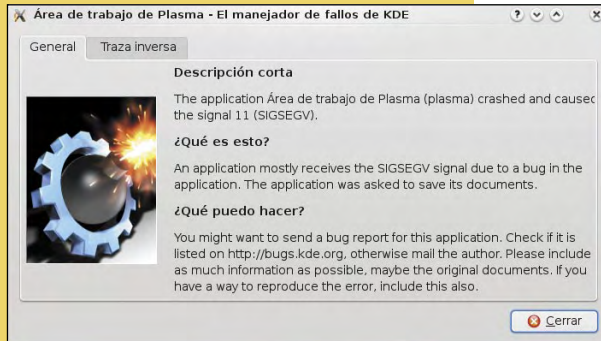 Área de trabajo de Plasma - El manejador de fallos de KDE
General Traza inversa
Descripción corta
The application Área de trabajo de Plasma (plasma) crashed and caused
the signal 11 (SIGSEGV).
¿Qué es esto?
An application mostly receives the SIGSEGV signal due to a bug in the
application. The application was asked to save its documents.
¿Qué puedo hacer?
You might want to send a bug report for this application. Check if it is
listed on http://bugs.kde.org, otherwise mail the author. Please include
as much information as possible, maybe the original documents. If you
have a way to reproduce the error, include this also.
Cerrar